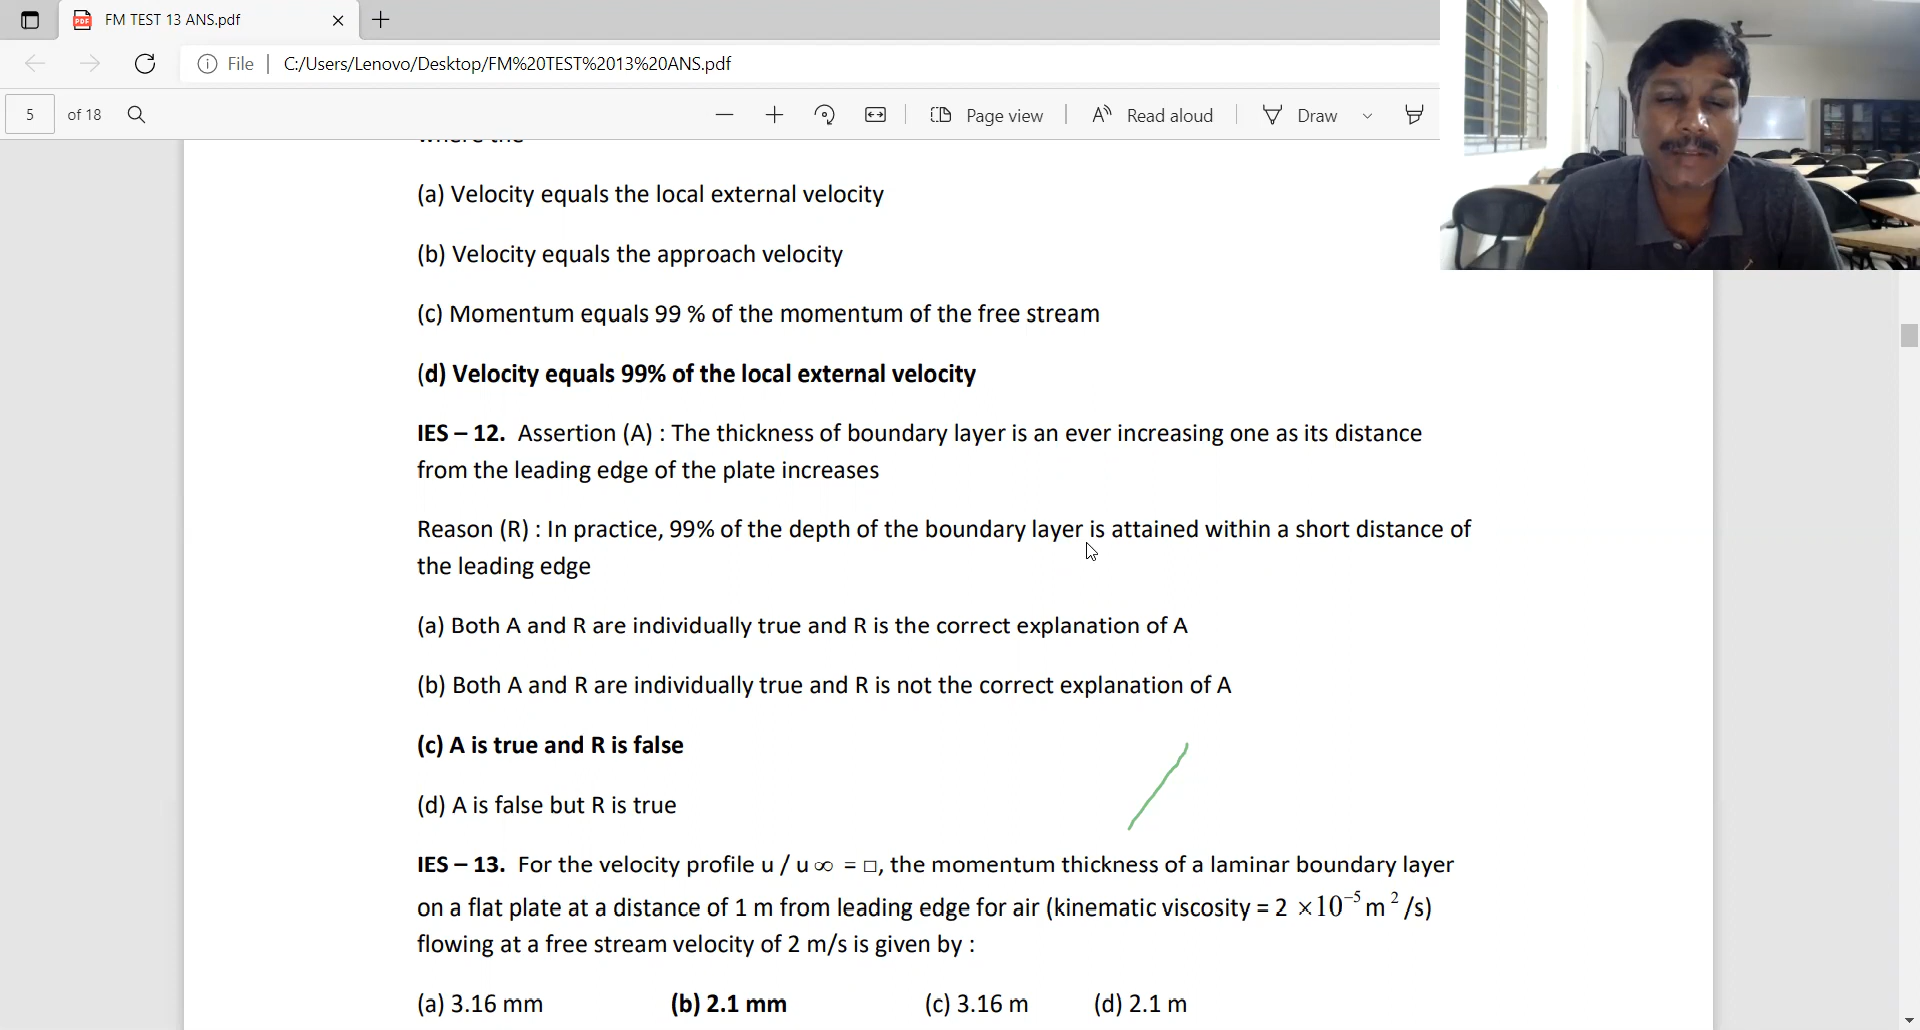 FM TEST 13 ANS.pdf
File | C:/Users/Lenovo/Desktop/FM%20TEST%2013%20ANS.pdf
5 of 18 Page view Read aloud Draw
(a) Velocity equals the local external velocity
(b) Velocity equals the approach velocity
(c) Momentum equals 99 % of the momentum of the free stream
(d) Velocity equals 99% of the local external velocity
IES – 12. Assertion (A) : The thickness of boundary layer is an ever increasing one as its distance
from the leading edge of the plate increases
Reason (R) : In practice, 99% of the depth of the boundary layer is attained within a short distance of
the leading edge
(a) Both A and R are individually true and R is the correct explanation of A
(b) Both A and R are individually true and R is not the correct explanation of A
(c) A is true and R is false
(d) A is false but R is true
IES – 13. For the velocity profile u / u ∞ = □, the momentum thickness of a laminar boundary layer
on a flat plate at a distance of 1 m from leading edge for air (kinematic viscosity = 2 ×10⁻⁵ m ² /s)
flowing at a free stream velocity of 2 m/s is given by :
(a) 3.16 mm (b) 2.1 mm (c) 3.16 m (d) 2.1 m